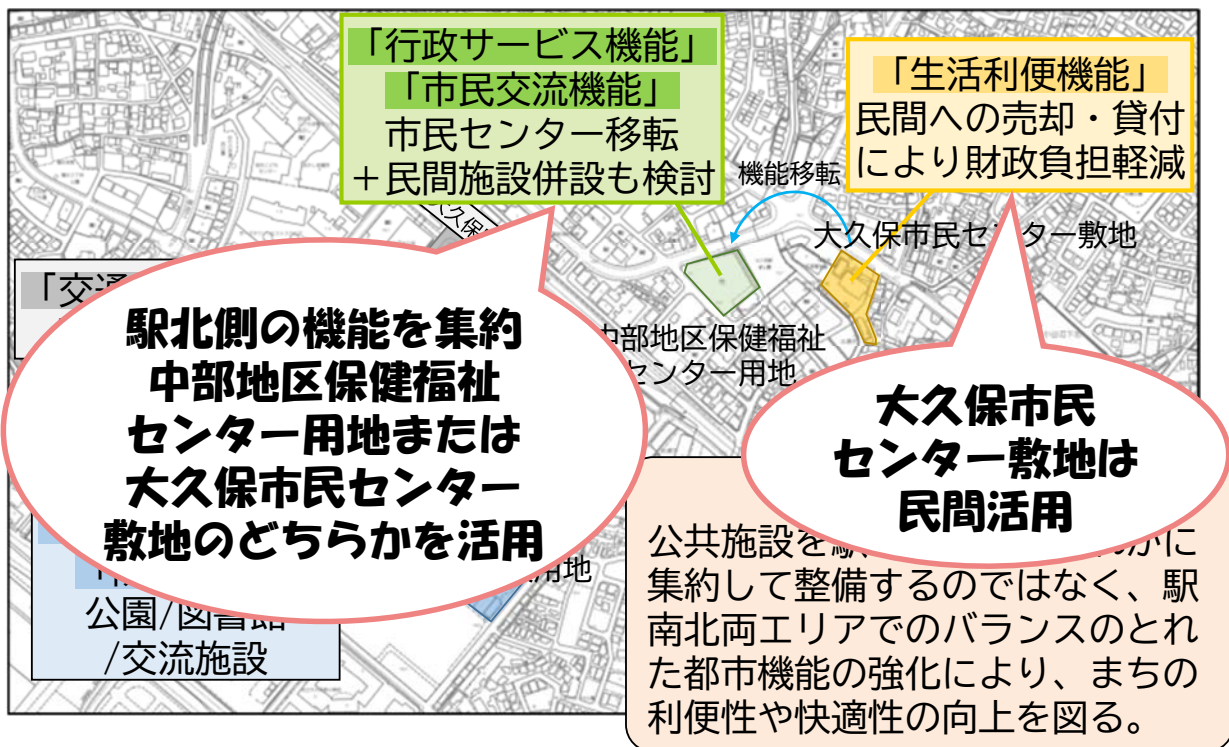 「行政サービス機能」
「市民交流機能」
市民センター移転
＋民間施設併設も検討
「生活利便機能」
民間への売却・貸付
により財政負担軽減
機能移転
大久保市民センター敷地
大久保
「交通
駅北側の機能を集約
中部地区保健福祉
センター用地または
大久保市民センター
敷地のどちらかを活用
中部地区保健福祉
センター用地
大久保市民
センター敷地は
民間活用
用地
公園/図書館
/交流施設
公共施設を駅
かに
集約して整備するのではなく、駅
南北両エリアでのバランスのとれ
た都市機能の強化により、まちの
利便性や快適性の向上を図る。